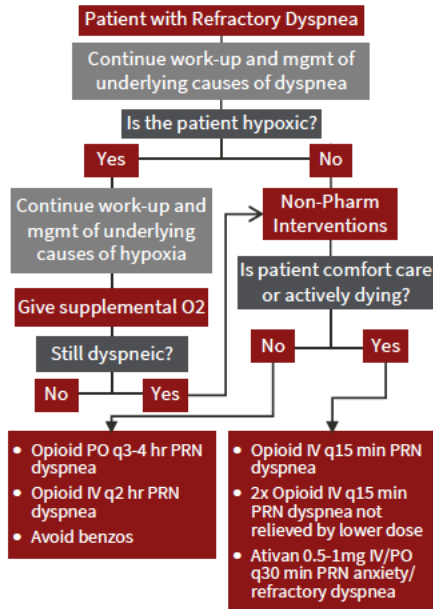 Patient with Refractory Dyspnea
Continue work-up and mgmt of
underlying causes of dyspnea
Is the patient hypoxic?
Yes
No
Continue work-up and
mgmt of underlying
causes of hypoxia
Non-Pharm
Interventions
Give supplemental O2
Is patient comfort care
or actively dying?
Still dyspneic?
No
Yes
No
Yes
• Opioid PO q3-4 hr PRN
dyspnea
• Opioid IV q2 hr PRN
dyspnea
• Avoid benzos
• Opioid IV q15 min PRN
dyspnea
• 2x Opioid IV q15 min
PRN dyspnea not
relieved by lower dose
• Ativan 0.5-1mg IV/PO
q30 min PRN anxiety/
refractory dyspnea